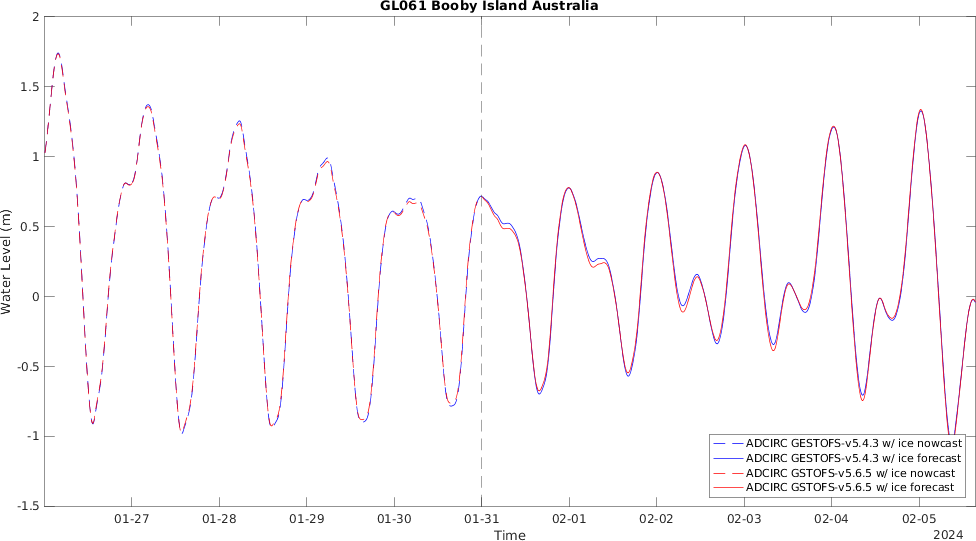 GL061 Booby Island Australia
2
1.5
1
0.5
0
-0.5
-1
-1.5
Water Level (m)
ADCIRC GESTOFS-v5.4.3 w/ ice nowcast
ADCIRC GESTOFS-v5.4.3 w/ ice forecast
ADCIRC GSTOFS-v5.6.5 w/ ice nowcast
ADCIRC GSTOFS-v5.6.5 w/ ice forecast
01-27 01-28 01-29 01-30 01-31 02-01 02-02 02-03 02-04 02-05
Time
2024